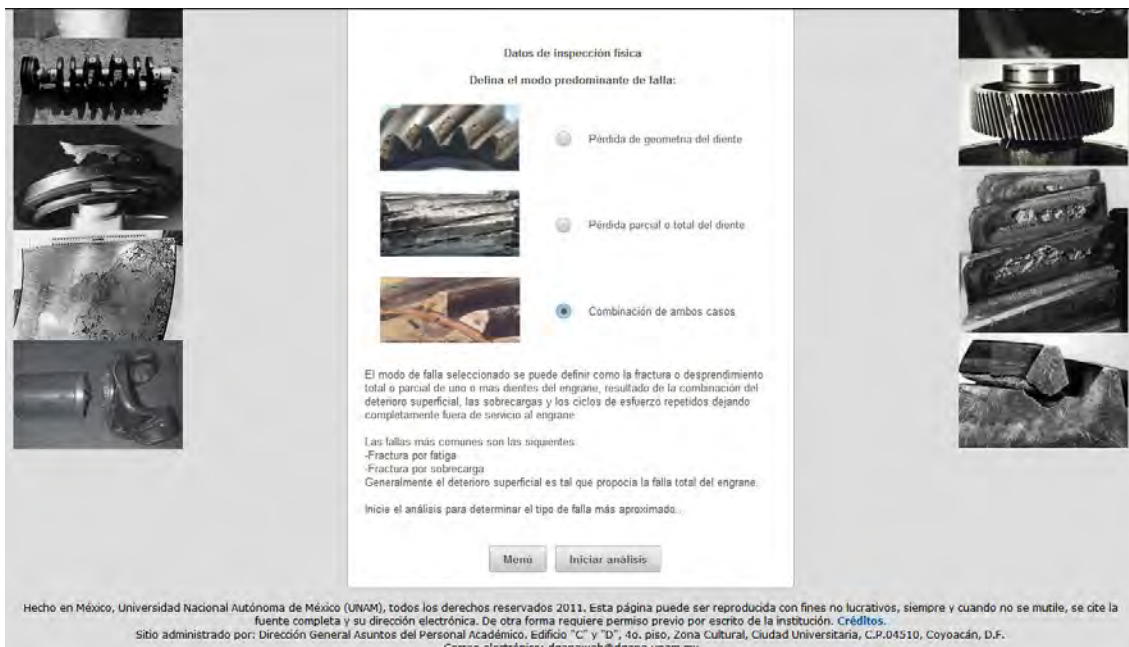 Datos de inspección física
Defina el modo predominante de falla:
Pérdida de geometria del diente
Pérdida parcial o total del diente
Combinación de ambos casos
El modo de falla seleccionado se puede definir como la fractura o desprendimiento
total o parcial de uno o mas dientes del engrane, resultado de la combinación del
deterioro superficial, las sobrecargas y los ciclos de esfuerzo repetidos dejando
completamente fuera de servicio al engrane
Las fallas más comunes son las siguientes
-Fractura por fatiga
-Fractura por sobrecarga
Generalmente el deterioro superficial es tal que propocia la falla total del engrane.
Inicie el análisis para determinar el tipo de falla más aproximado..
Menú
Iniciar análisis
Hecho en México, Universidad Nacional Autónoma de México (UNAM), todos los derechos reservados 2011. Esta página puede ser reproducida con fines no lucrativos, siempre y cuando no se mutile, se cite la
fuente completa y su dirección electrónica. De otra forma requiere permiso previo por escrito de la institución. Créditos.
Sitio administrado por: Dirección General Asuntos del Personal Académico. Edificio "C" y "D", 4o. piso, Zona Cultural, Ciudad Universitaria, C.P.04510, Coyoacán, D.F.
Correo electrónico: